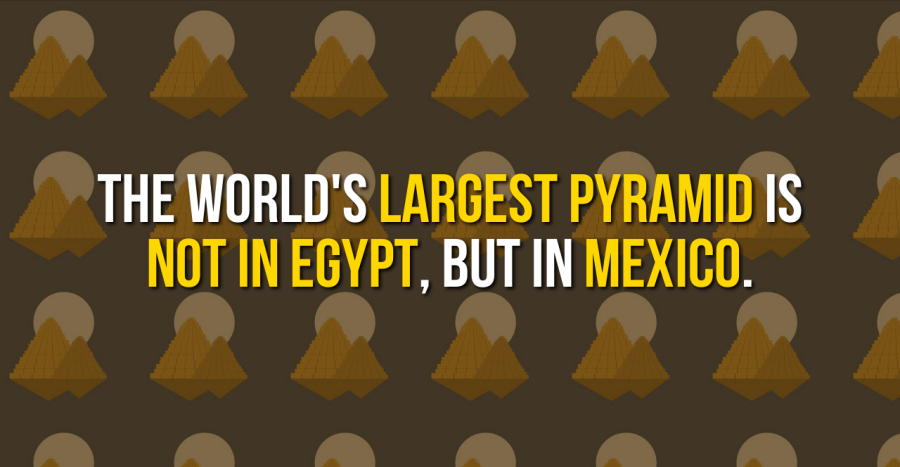 THE WORLD'S LARGEST PYRAMID IS
NOT IN EGYPT, BUT IN MEXICO.